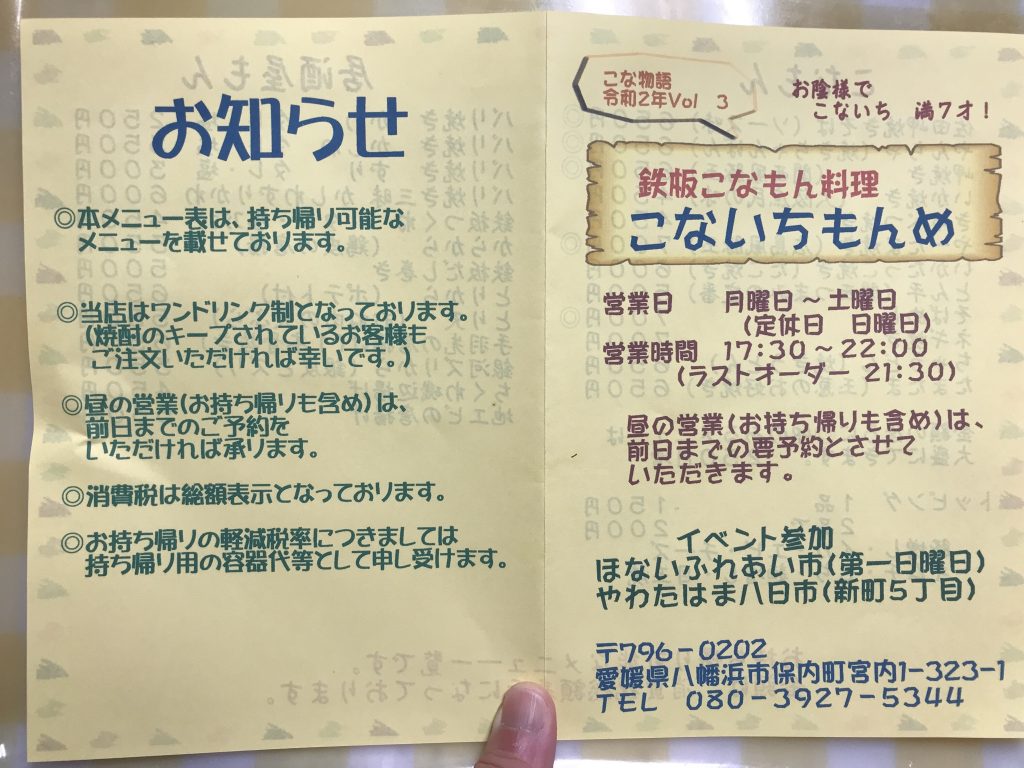 お知らせ
◎本メニュー表は、持ち帰り可能な
メニューを載せております。
◎当店はワンドリンク制となっております。
(焼酎のキープされているお客様も
ご注文いただければ幸いです。)
◎昼の営業(お持ち帰りも含め)は、
前日までのご予約を
いただければ承ります。
◎消費税は総額表示となっております。
◎お持ち帰りの軽減税率につきましては
持ち帰り用の容器代等として申し受けます。
こな物語
令和2年Vol 3
お陰様で
こないち 満7才!
鉄板こなもん料理
こないちもんめ
営業日 月曜日~土曜日
(定休日 日曜日)
営業時間 17:30~22:00
(ラストオーダー 21:30)
昼の営業(お持ち帰りも含め)は、
前日までの要予約とさせて
いただきます。
イベント参加
ほないふれあい市(第一日曜日)
やわたはま八日市(新町5丁目)
〒796-0202
愛媛県八幡浜市保内町宮内1-323-1
TEL 080-3927-5344